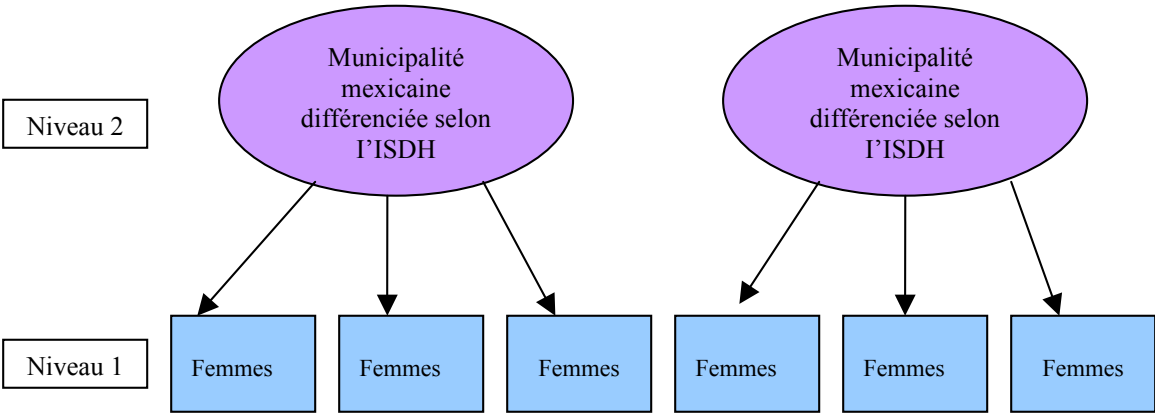 Niveau 2
Municipalité
mexicaine
différenciée selon
I’ISDH
Municipalité
mexicaine
différenciée selon
I’ISDH
Niveau 1
Femmes
Femmes
Femmes
Femmes
Femmes
Femmes